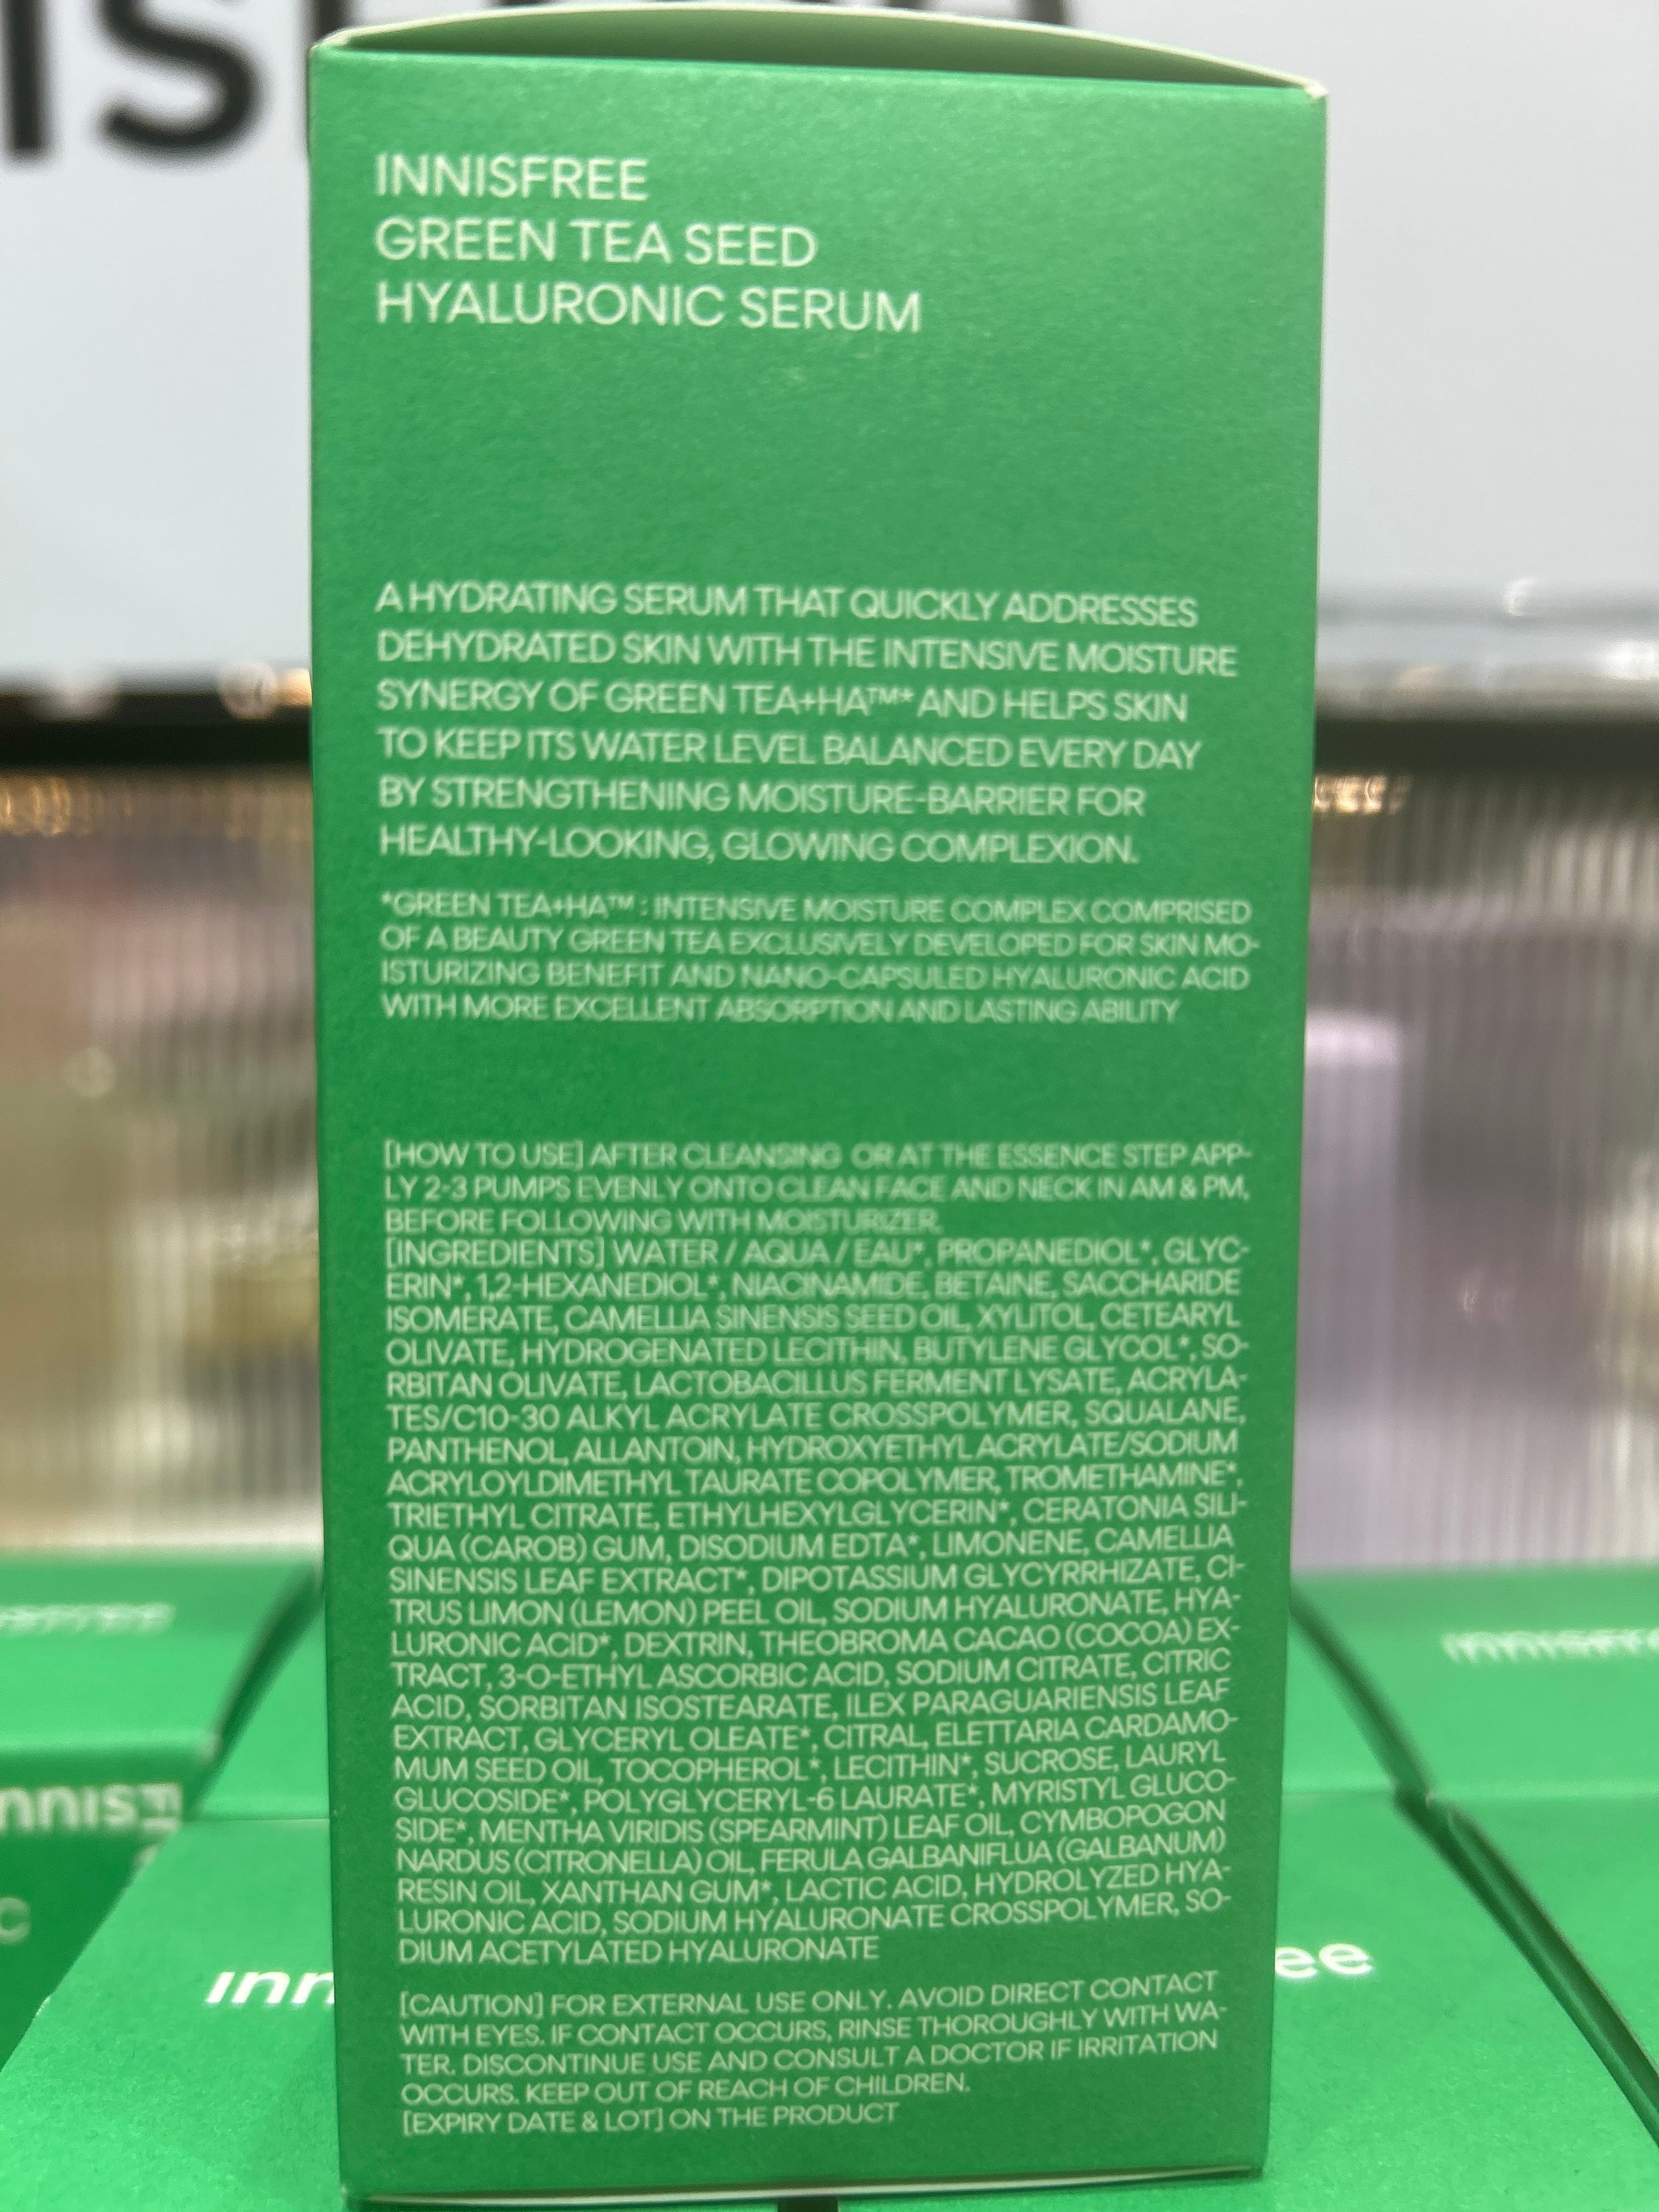 INNISFREE
GREEN TEA SEED
HYALURONIC SERUM
A HYDRATING SERUM THAT QUICKLY ADDRESSES
DEHYDRATED SKIN WITH THE INTENSIVE MOISTURE
SYNERGY OF GREEN TEA+HA™* AND HELPS SKIN
TO KEEP ITS WATER LEVEL BALANCED EVERY DAY
BY STRENGTHENING MOISTURE-BARRIER FOR
HEALTHY-LOOKING, GLOWING COMPLEXION.
*GREEN TEA+HA™ : INTENSIVE MOISTURE COMPLEX COMPRISED
OF A BEAUTY GREEN TEA EXCLUSIVELY DEVELOPED FOR SKIN MO-
ISTURIZING BENEFIT AND NANO-CAPSULED HYALURONIC ACID
WITH MORE EXCELLENT ABSORPTION AND LASTING ABILITY
[HOW TO USE] AFTER CLEANSING OR AT THE ESSENCE STEP APP-
LY 2-3 PUMPS EVENLY ONTO CLEAN FACE AND NECK IN AM & PM,
BEFORE FOLLOWING WITH MOISTURIZER.
[INGREDIENTS] WATER / AQUA / EAU*, PROPANEDIOL*, GLYC-
ERIN*, 1,2-HEXANEDIOL*, NIACINAMIDE, BETAINE, SACCHARIDE
ISOMERATE, CAMELLIA SINENSIS SEED OIL, XYLITOL, CETEARYL
OLIVATE, HYDROGENATED LECITHIN, BUTYLENE GLYCOL*, SO-
RBITAN OLIVATE, LACTOBACILLUS FERMENT LYSATE, ACRYLA-
TES/C10-30 ALKYL ACRYLATE CROSSPOLYMER, SQUALANE,
PANTHENOL, ALLANTOIN, HYDROXYETHYL ACRYLATE/SODIUM
ACRYLOYLDIMETHYL TAURATE COPOLYMER, TROMETHAMINE*,
TRIETHYL CITRATE, ETHYLHEXYLGLYCERIN*, CERATONIA SILI-
QUA (CAROB) GUM, DISODIUM EDTA*, LIMONENE, CAMELLIA
SINENSIS LEAF EXTRACT*, DIPOTASSIUM GLYCYRRHIZATE, CI-
TRUS LIMON (LEMON) PEEL OIL, SODIUM HYALURONATE, HYA-
LURONIC ACID*, DEXTRIN, THEOBROMA CACAO (COCOA) EX-
TRACT, 3-O-ETHYL ASCORBIC ACID, SODIUM CITRATE, CITRIC
ACID, SORBITAN ISOSTEARATE, ILEX PARAGUARIENSIS LEAF
EXTRACT, GLYCERYL OLEATE*, CITRAL, ELETTARIA CARDAMO-
MUM SEED OIL, TOCOPHEROL*, LECITHIN*, SUCROSE, LAURYL
GLUCOSIDE*, POLYGLYCERYL-6 LAURATE*, MYRISTYL GLUCO-
SIDE*, MENTHA VIRIDIS (SPEARMINT) LEAF OIL, CYMBOPOGON
NARDUS (CITRONELLA) OIL, FERULA GALBANIFLUA (GALBANUM)
RESIN OIL, XANTHAN GUM*, LACTIC ACID, HYDROLYZED HYA-
LURONIC ACID, SODIUM HYALURONATE CROSSPOLYMER, SO-
DIUM ACETYLATED HYALURONATE
[CAUTION] FOR EXTERNAL USE ONLY. AVOID DIRECT CONTACT
WITH EYES. IF CONTACT OCCURS, RINSE THOROUGHLY WITH WA-
TER. DISCONTINUE USE AND CONSULT A DOCTOR IF IRRITATION
OCCURS. KEEP OUT OF REACH OF CHILDREN.
[EXPIRY DATE & LOT] ON THE PRODUCT